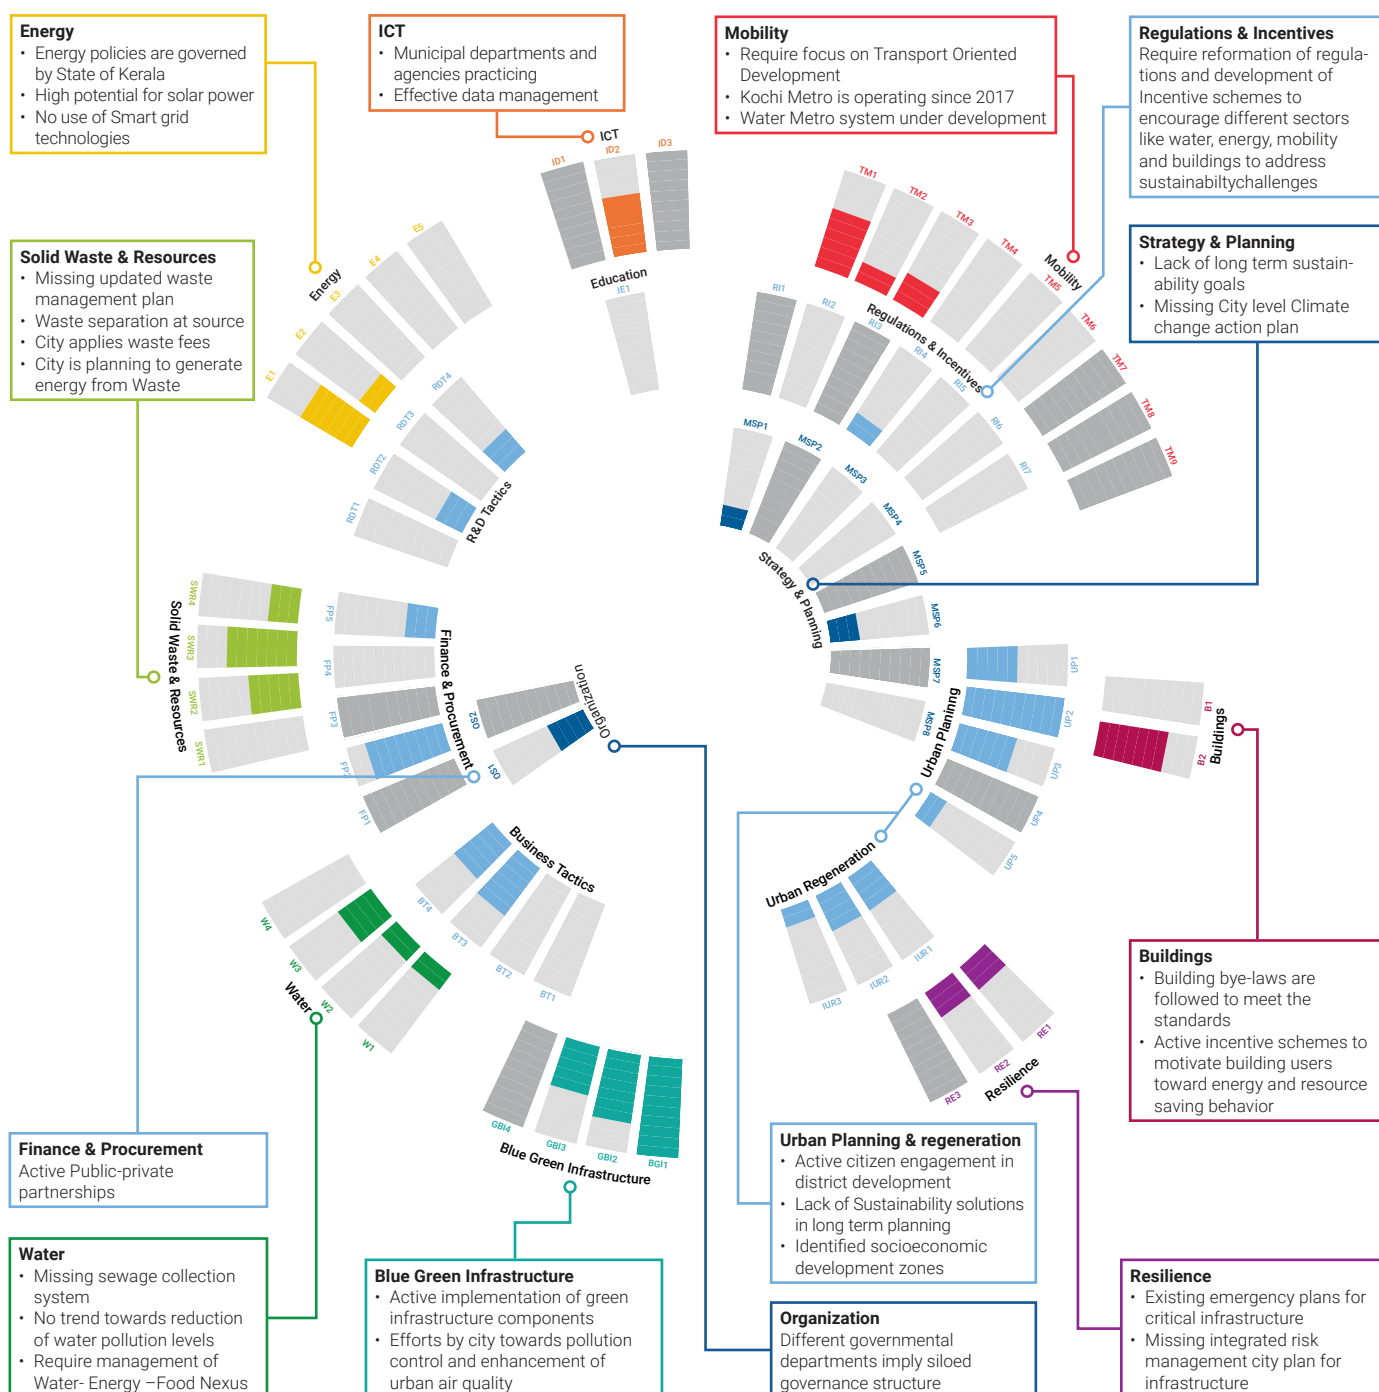 Energy
• Energy policies are governed
by State of Kerala
• High potential for solar power
• No use of Smart grid
technologies
ICT
• Municipal departments and
agencies practicing
• Effective data management
Mobility
• Require focus on Transport Oriented
Development
• Kochi Metro is operating since 2017
• Water Metro system under development
Regulations & Incentives
Require reformation of regula-
tions and development of
Incentive schemes to
encourage different sectors
like water, energy, mobility
and buildings to address
sustainabiltychallenges
Strategy & Planning
• Lack of long term sustain-
ability goals
• Missing City level Climate
change action plan
Solid Waste & Resources
• Missing updated waste
management plan
• Waste separation at source
• City applies waste fees
• City is planning to generate
energy from Waste
ICT
ID1
ID2
ID3
Education
IE1
Energy
E1
E2
E3
E4
E5
R&D Tactics
RDT1
RDT2
RDT3
RDT4
Mobility
TM1
TM2
TM3
TM4
TM5
TM6
TM7
TM8
TM9
Regulations & Incentives
RI1
RI2
RI3
RI4
RI5
RI6
RI7
Strategy & Planning
MSP1
MSP2
MSP3
MSP4
MSP5
MSP6
MSP7
MSP8
Solid Waste & Resources
SWR4
SWR3
SWR2
SWR1
Finance & Procurement
FP5
FP4
FP3
FP2
FP1
Organization
OS2
OS1
Urban Planinng
UP1
UP2
UP3
UP4
UP5
Buildings
B1
B2
Business Tactics
BT4
BT3
BT2
BT1
Urban Regeneration
IUR3
IUR2
IUR1
Water
W4
W3
W2
W1
Resilience
RE3
RE2
RE1
Blue Green Infrastructure
GBI4
GBI3
GBI2
BGI1
Buildings
• Building bye-laws are
followed to meet the
standards
• Active incentive schemes to
motivate building users
toward energy and resource
saving behavior
Finance & Procurement
Active Public-private
partnerships
Urban Planning & regeneration
• Active citizen engagement in
district development
• Lack of Sustainability solutions
in long term planning
• Identified socioeconomic
development zones
Water
• Missing sewage collection
system
• No trend towards reduction
of water pollution levels
• Require management of
Water- Energy –Food Nexus
Blue Green Infrastructure
• Active implementation of green
infrastructure components
• Efforts by city towards pollution
control and enhancement of
urban air quality
Organization
Different governmental
departments imply siloed
governance structure
Resilience
• Existing emergency plans for
critical infrastructure
• Missing integrated risk
management city plan for
infrastructure